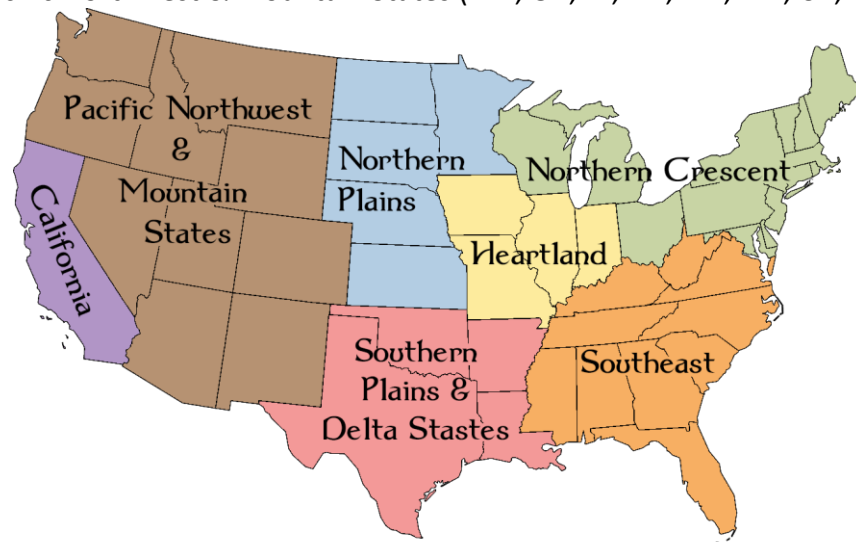 Pacific Northwest
&
Mountain
States
California
Northern
Plains
Heartland
Northern Crescent
Southern
Plains &
Delta Stastes
Southeast